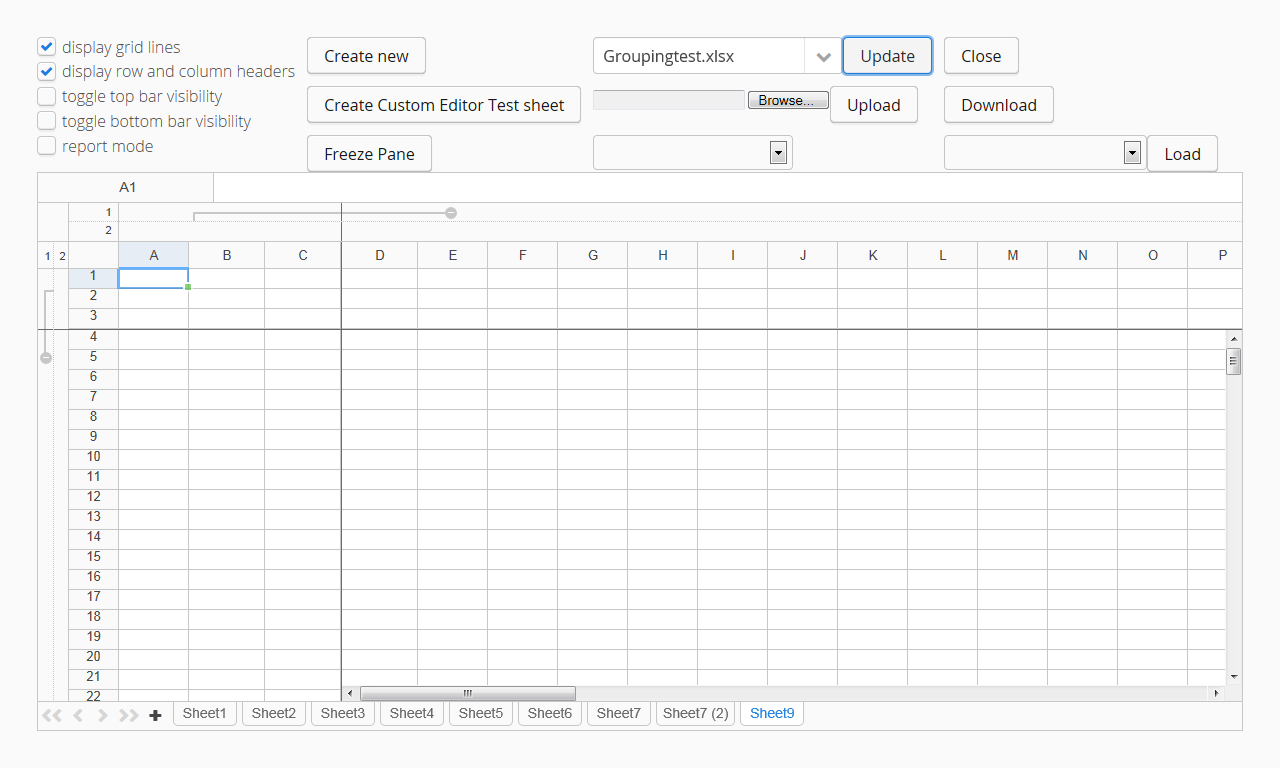 display grid lines
display row and column headers
toggle top bar visibility
toggle bottom bar visibility
report mode
Create new
Groupingtest.xlsx
Update
Close
Create Custom Editor Test sheet
Browse...
Upload
Download
Freeze Pane
Load
A1
1
2
1 2
A B C D E F G H I J K L M N O P
1
2
3
4
5
6
7
8
9
10
11
12
13
14
15
16
17
18
19
20
21
22
Sheet1 Sheet2 Sheet3 Sheet4 Sheet5 Sheet6 Sheet7 Sheet7 (2) Sheet9